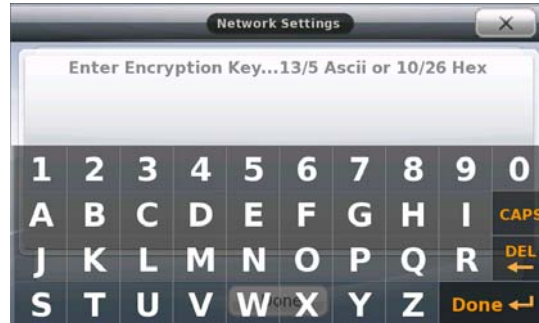 Network Settings ×
Enter Encryption Key...13/5 Ascii or 10/26 Hex
1 2 3 4 5 6 7 8 9 0
A B C D E F G H I CAPS
J K L M N O P Q R DEL ←
S T U V W X Y Z Done ↵